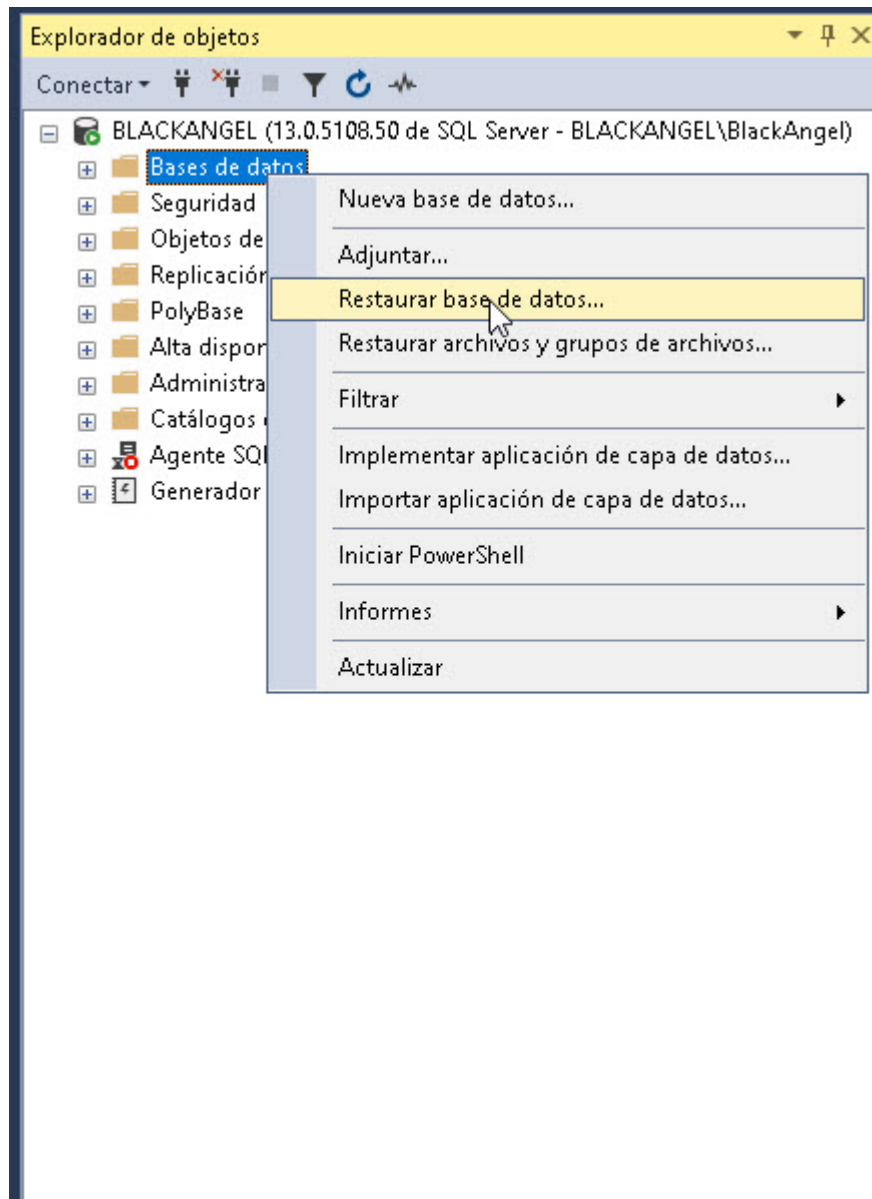 Explorador de objetos
Conectar
BLACKANGEL (13.0.5108.50 de SQL Server - BLACKANGEL\BlackAngel)
Bases de datos
Seguridad
Objetos de
Replicación
PolyBase
Alta dispon
Administra
Catálogos
Agente SQL
Generador
Nueva base de datos...
Adjuntar...
Restaurar base de datos...
Restaurar archivos y grupos de archivos...
Filtrar
Implementar aplicación de capa de datos...
Importar aplicación de capa de datos...
Iniciar PowerShell
Informes
Actualizar